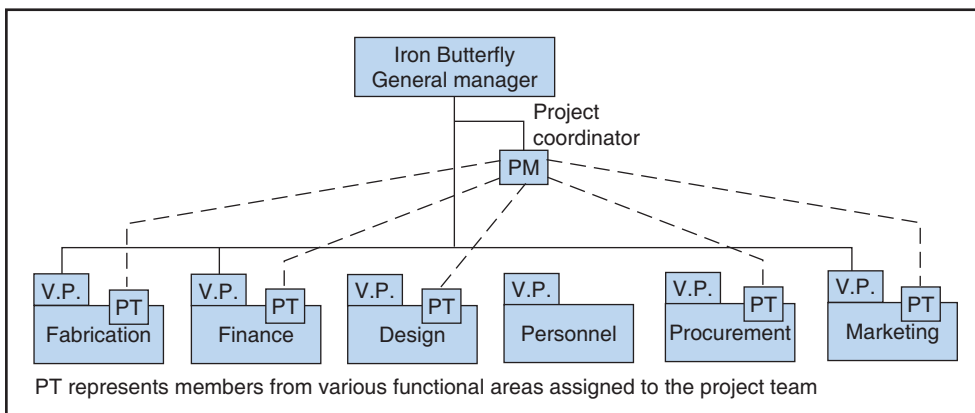 Iron Butterfly
General manager
Project
coordinator
PM
V.P. PT V.P. PT V.P. PT V.P. V.P. PT V.P. PT
Fabrication Finance Design Personnel Procurement Marketing
PT represents members from various functional areas assigned to the project team